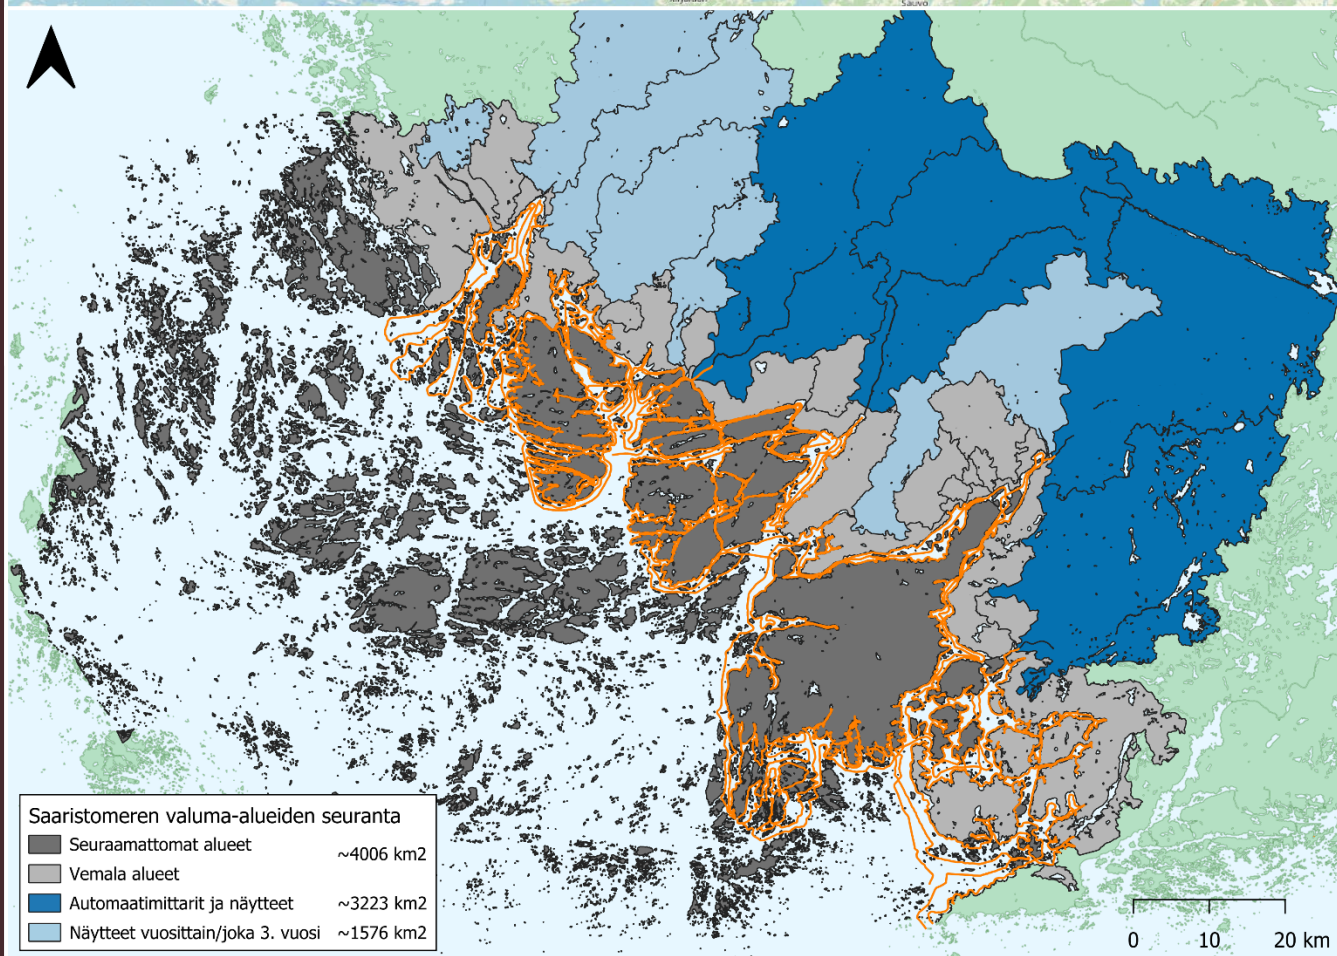 Sauvo
Saaristomeren valuma-alueiden seuranta
Seuraamattomat alueet
~4006 km2
Vemala alueet
Automaatimittarit ja näytteet ~3223 km2
Näytteet vuosittain/joka 3. vuosi ~1576 km2
0 10 20 km